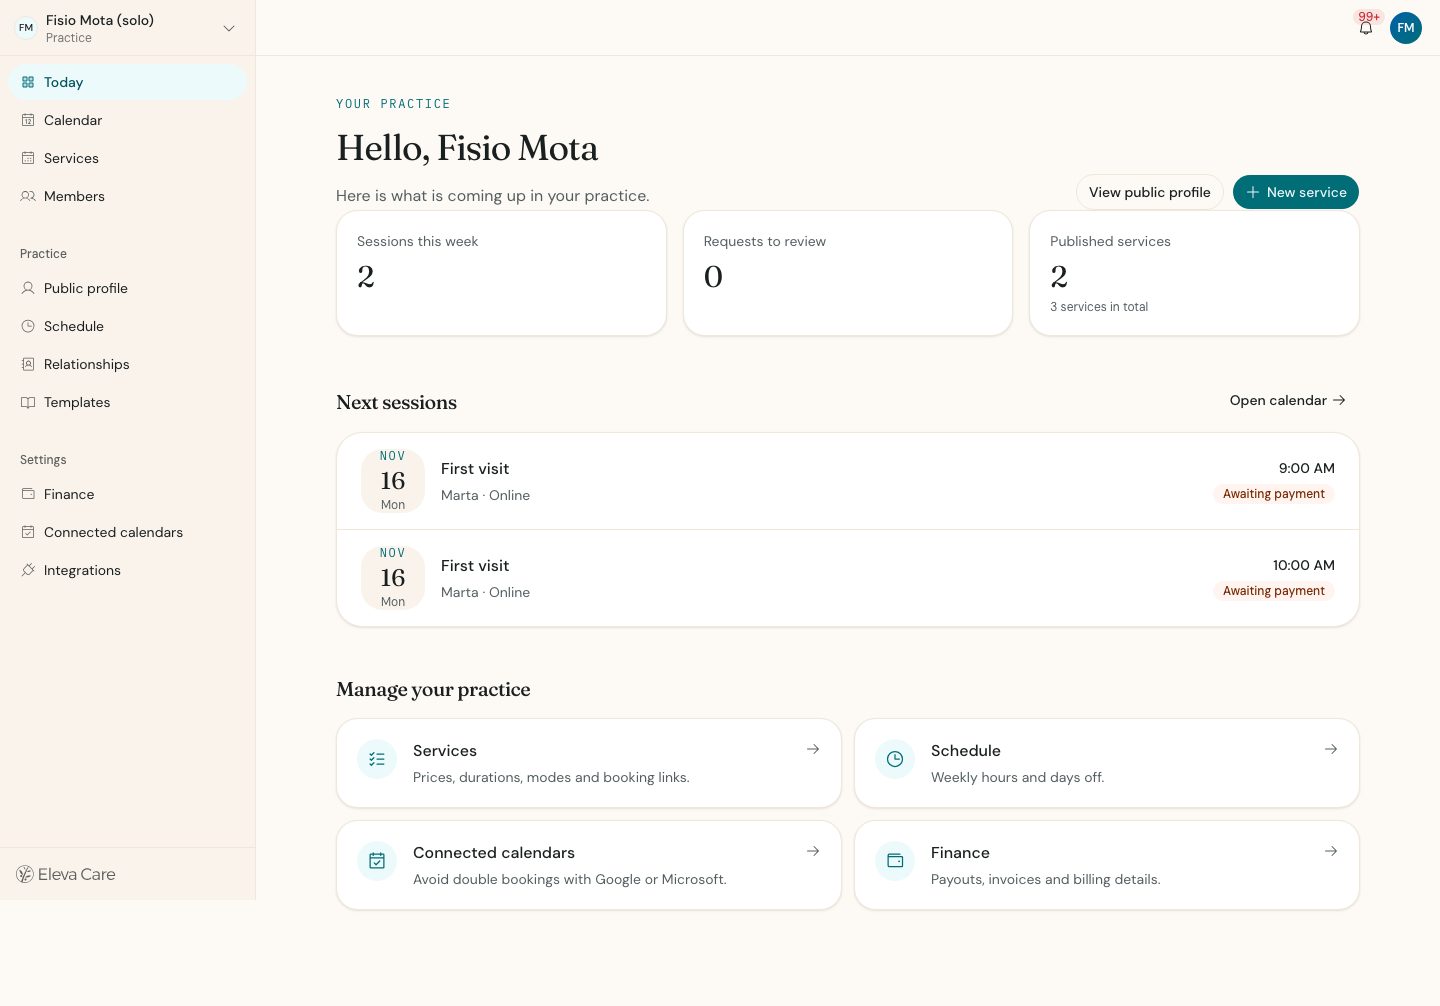 FM
Fisio Mota (solo)
Practice
99+
FM
Today
Calendar
Services
Members
Practice
Public profile
Schedule
Relationships
Templates
Settings
Finance
Connected calendars
Integrations
Eleva Care
YOUR PRACTICE
Hello, Fisio Mota
Here is what is coming up in your practice.
View public profile
New service
Sessions this week
2
Requests to review
0
Published services
2
3 services in total
Next sessions
Open calendar
NOV
16
Mon
First visit
Marta · Online
9:00 AM
Awaiting payment
NOV
16
Mon
First visit
Marta · Online
10:00 AM
Awaiting payment
Manage your practice
Services
Prices, durations, modes and booking links.
Schedule
Weekly hours and days off.
Connected calendars
Avoid double bookings with Google or Microsoft.
Finance
Payouts, invoices and billing details.